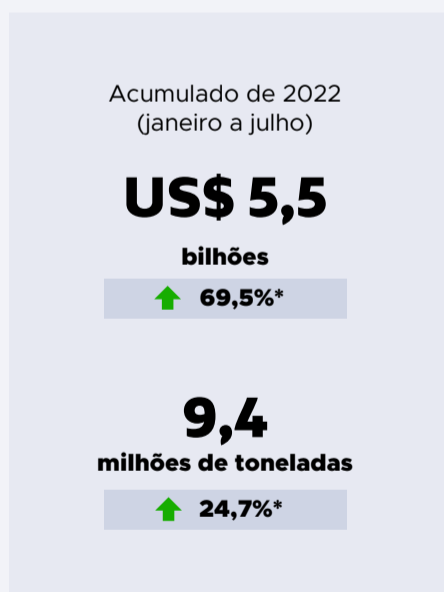 Acumulado de 2022
(janeiro a julho)
US$ 5,5
bilhões
69,5%*
9,4
milhões de toneladas
24,7%*